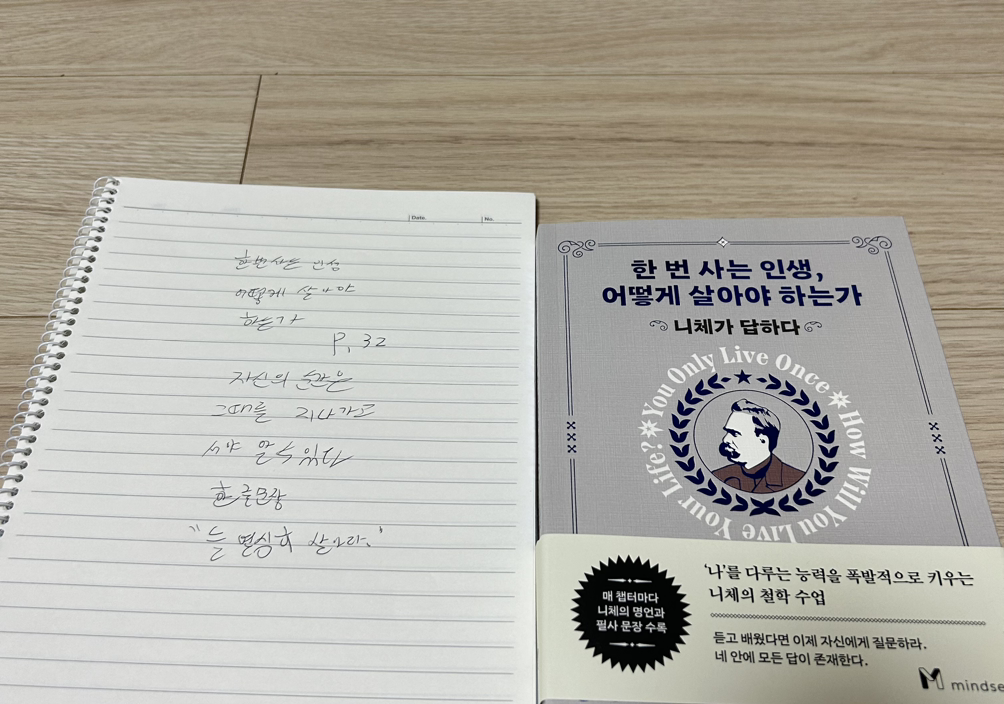 Date.
No.
한번 사는 인생
어떻게 살아야
하는가
P. 32
자신의 순간은
그때를 지나가고
서야 알 수 있다
한 글 문장
"늘 열심히 살아라."
한 번 사는 인생,
어떻게 살아야 하는가
니체가 답하다
You Only Live Once
How Will You Live Your Life?
매 챕터마다
니체의 명언과
필사 문장 수록
'나'를 다루는 능력을 폭발적으로 키우는
니체의 철학 수업
듣고 배웠다면 이제 자신에게 질문하라.
네 안에 모든 답이 존재한다.
mindse